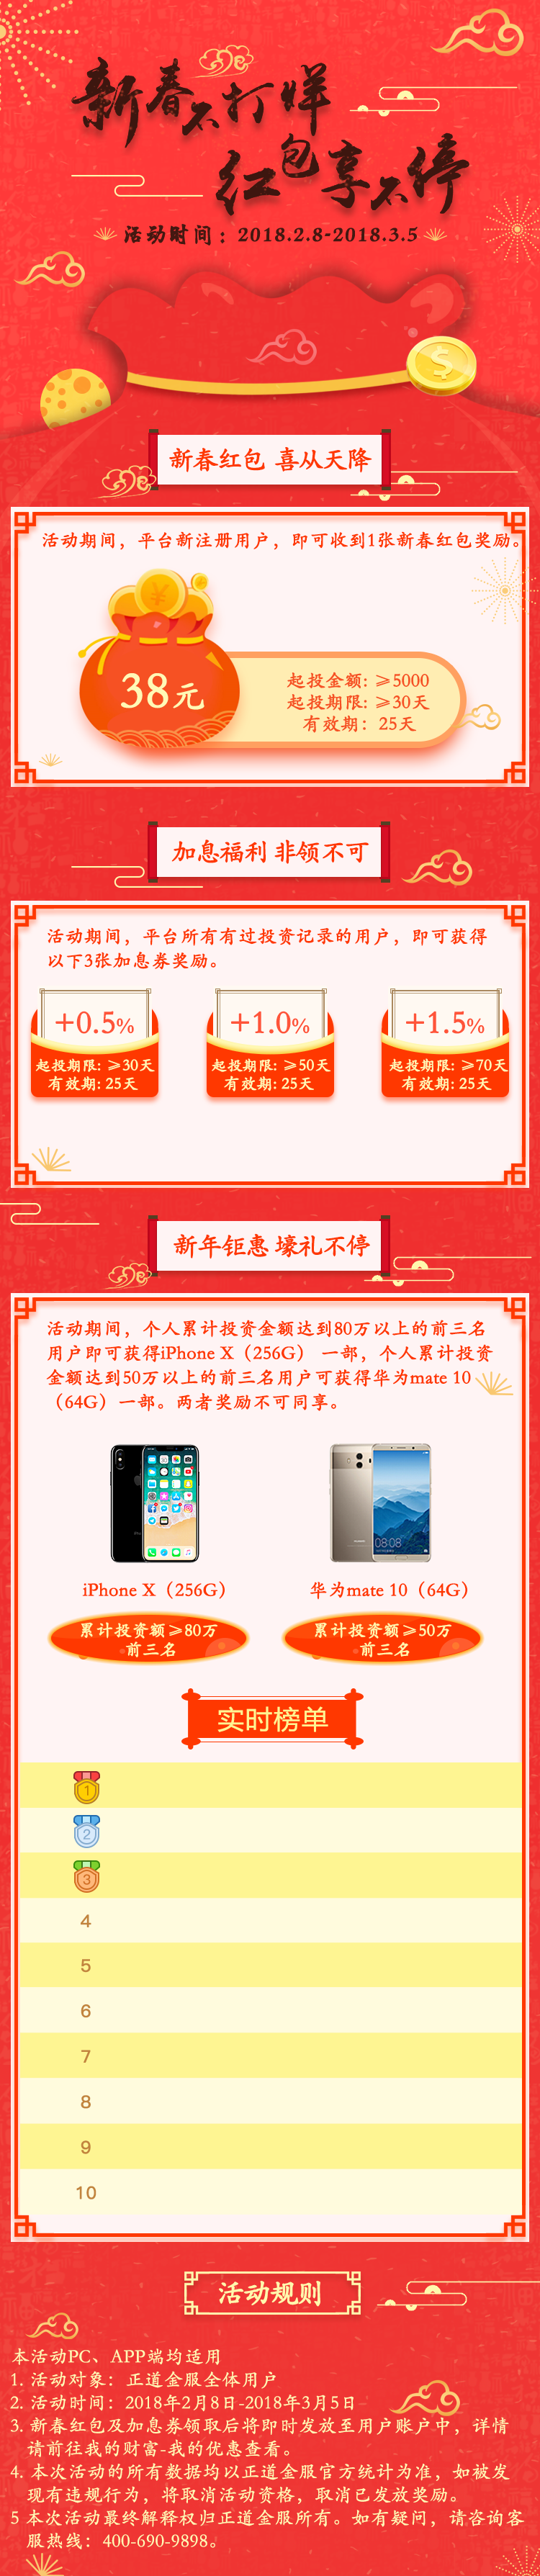 新春不打烊
红包享不停
活动时间：2018.2.8-2018.3.5
新春红包 喜从天降
活动期间，平台新注册用户，即可收到1张新春红包奖励。
38元
起投金额: ≥5000
起投期限: ≥30天
有效期：25天
加息福利 非领不可
活动期间，平台所有有过投资记录的用户，即可获得
以下3张加息券奖励。
+0.5% +1.0% +1.5%
起投期限: ≥30天 起投期限: ≥50天 起投期限: ≥70天
有效期: 25天 有效期: 25天 有效期: 25天
新年钜惠 壕礼不停
活动期间，个人累计投资金额达到80万以上的前三名
用户即可获得iPhone X（256G） 一部，个人累计投资
金额达到50万以上的前三名用户可获得华为mate 10
（64G）一部。两者奖励不可同享。
08:08
iPhone X（256G） 华为mate 10（64G）
累计投资额≥80万 累计投资额≥50万
前三名 前三名
实时榜单
1
2
3
4
5
6
7
8
9
10
活动规则
本活动PC、APP端均适用
1. 活动对象：正道金服全体用户
2. 活动时间：2018年2月8日-2018年3月5日
3. 新春红包及加息券领取后将即时发放至用户账户中，详情
请前往我的财富-我的优惠查看。
4. 本次活动的所有数据均以正道金服官方统计为准，如被发
现有违规行为，将取消活动资格，取消已发放奖励。
5 本次活动最终解释权归正道金服所有。如有疑问，请咨询客
服热线：400-690-9898。